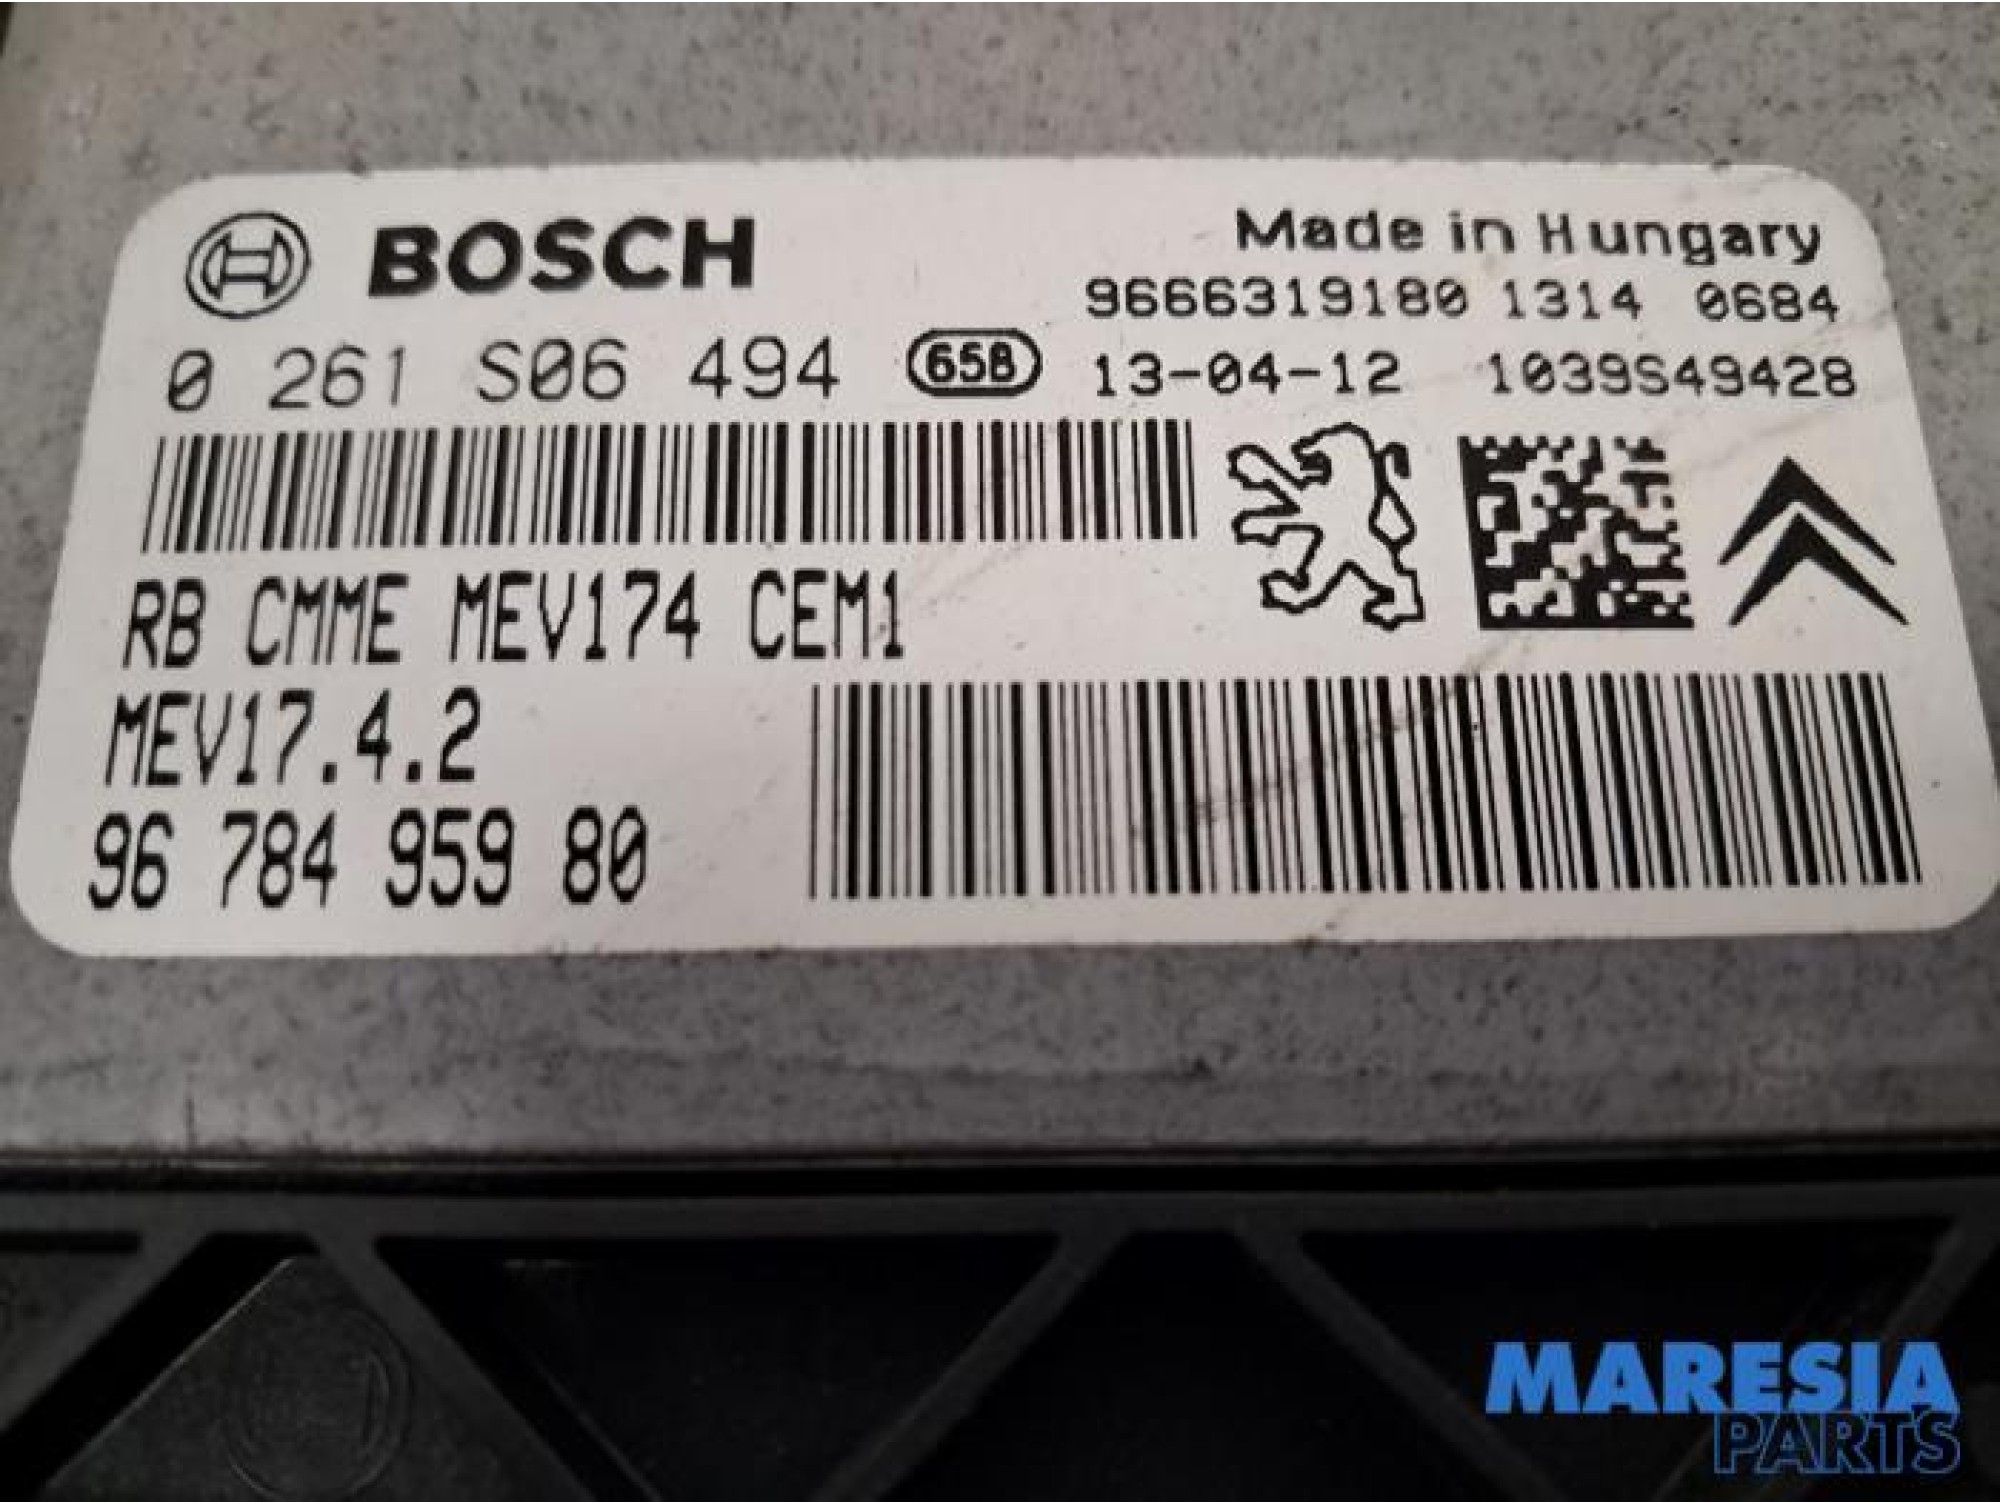 BOSCH
Made in Hungary
9666319180 1314 0684
0 261 S06 494 65B 13-04-12 1039S49428
RB CMME MEV174 CEM1
MEV17.4.2
96 784 959 80
MARESIA
PARTS